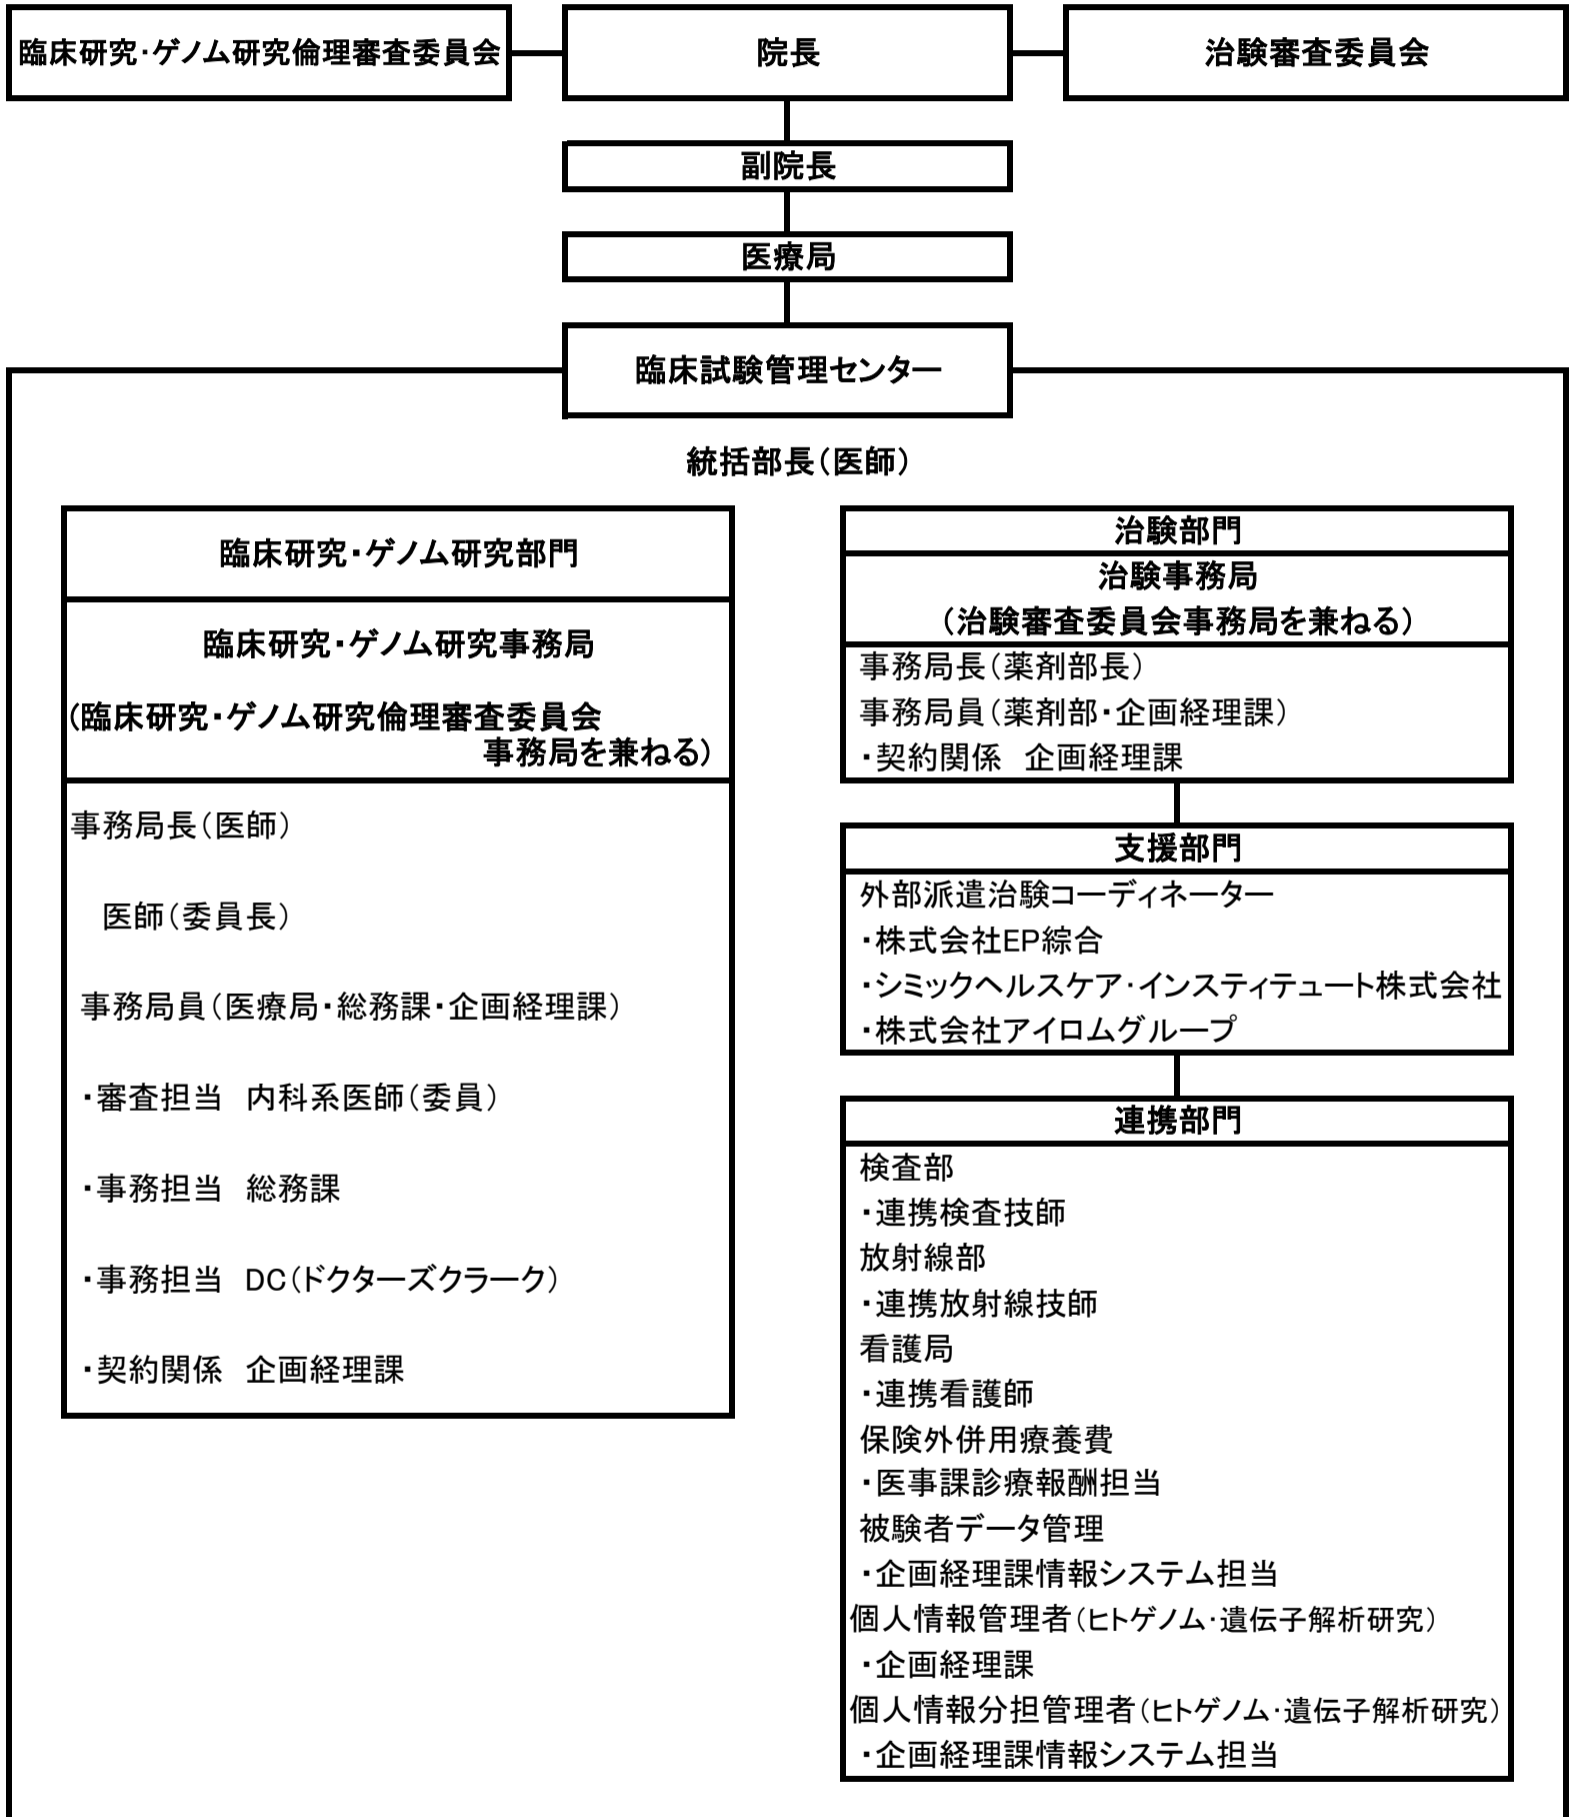 臨床研究・ゲノム研究倫理審査委員会
院長
治験審査委員会
副院長
医療局
臨床試験管理センター
統括部長(医師)
臨床研究・ゲノム研究部門
臨床研究・ゲノム研究事務局
(臨床研究・ゲノム研究倫理審査委員会
事務局を兼ねる)
事務局長(医師)
医師(委員長)
事務局員(医療局・総務課・企画経理課)
・審査担当 内科系医師(委員)
・事務担当 総務課
・事務担当 DC(ドクターズクラーク)
・契約関係 企画経理課
治験部門
治験事務局
(治験審査委員会事務局を兼ねる)
事務局長(薬剤部長)
事務局員(薬剤部・企画経理課)
・契約関係 企画経理課
支援部門
外部派遣治験コーディネーター
・株式会社EP綜合
・シミックヘルスケア・インスティテュート株式会社
・株式会社アイロムグループ
連携部門
検査部
・連携検査技師
放射線部
・連携放射線技師
看護局
・連携看護師
保険外併用療養費
・医事課診療報酬担当
被験者データ管理
・企画経理課情報システム担当
個人情報管理者(ヒトゲノム・遺伝子解析研究)
・企画経理課
個人情報分担管理者(ヒトゲノム・遺伝子解析研究)
・企画経理課情報システム担当